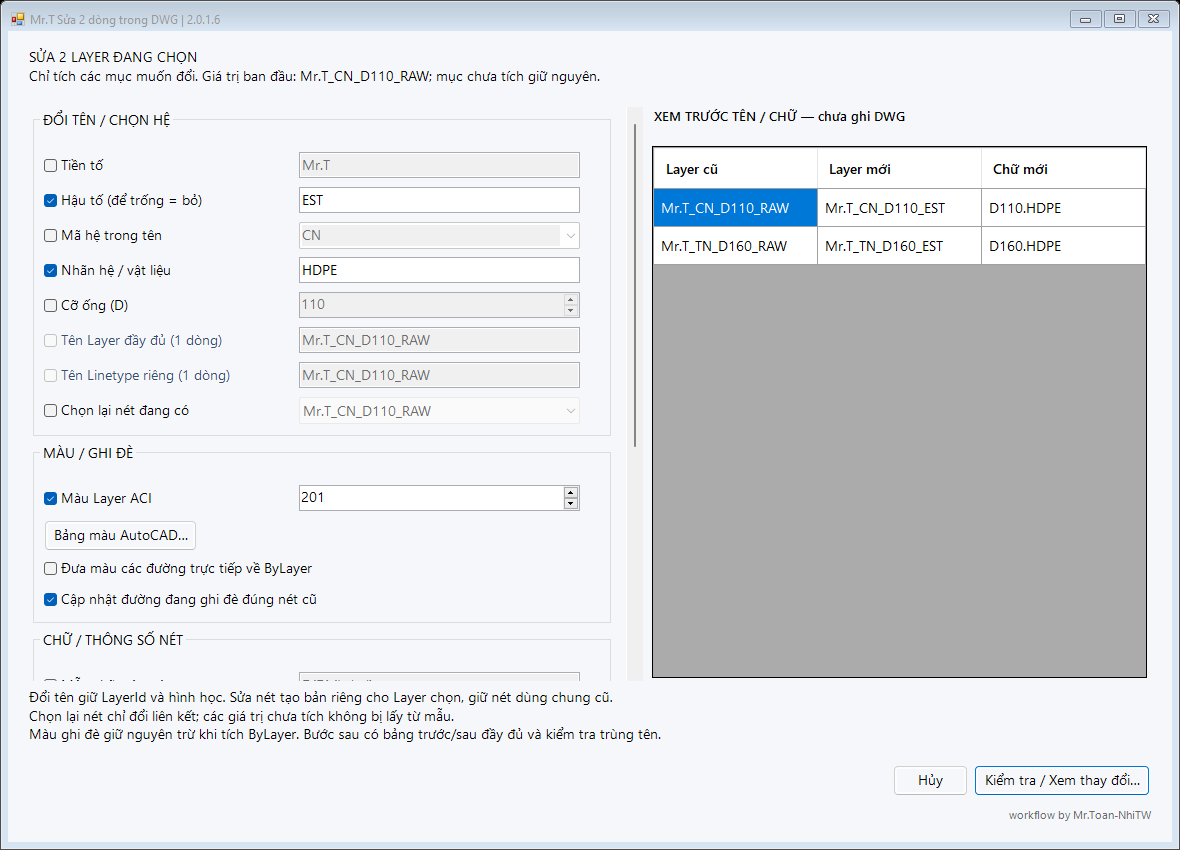 Mr.T Sửa 2 dòng trong DWG | 2.0.1.6
SỬA 2 LAYER ĐANG CHỌN
Chỉ tích các mục muốn đổi. Giá trị ban đầu: Mr.T_CN_D110_RAW; mục chưa tích giữ nguyên.
ĐỔI TÊN / CHỌN HỆ
Tiền tố
Mr.T
Hậu tố (để trống = bỏ)
EST
Mã hệ trong tên
CN
Nhãn hệ / vật liệu
HDPE
Cỡ ống (D)
110
Tên Layer đầy đủ (1 dòng)
Mr.T_CN_D110_RAW
Tên Linetype riêng (1 dòng)
Mr.T_CN_D110_RAW
Chọn lại nét đang có
Mr.T_CN_D110_RAW
MÀU / GHI ĐÈ
Màu Layer ACI
201
Bảng màu AutoCAD...
Đưa màu các đường trực tiếp về ByLayer
Cập nhật đường đang ghi đè đúng nét cũ
CHỮ / THÔNG SỐ NÉT
XEM TRƯỚC TÊN / CHỮ — chưa ghi DWG
Layer cũ Layer mới Chữ mới
Mr.T_CN_D110_RAW Mr.T_CN_D110_EST D110.HDPE
Mr.T_TN_D160_RAW Mr.T_TN_D160_EST D160.HDPE
Đổi tên giữ LayerId và hình học. Sửa nét tạo bản riêng cho Layer chọn, giữ nét dùng chung cũ.
Chọn lại nét chỉ đổi liên kết; các giá trị chưa tích không bị lấy từ mẫu.
Màu ghi đè giữ nguyên trừ khi tích ByLayer. Bước sau có bảng trước/sau đầy đủ và kiểm tra trùng tên.
Hủy
Kiểm tra / Xem thay đổi...
workflow by Mr.Toan-NhiTW